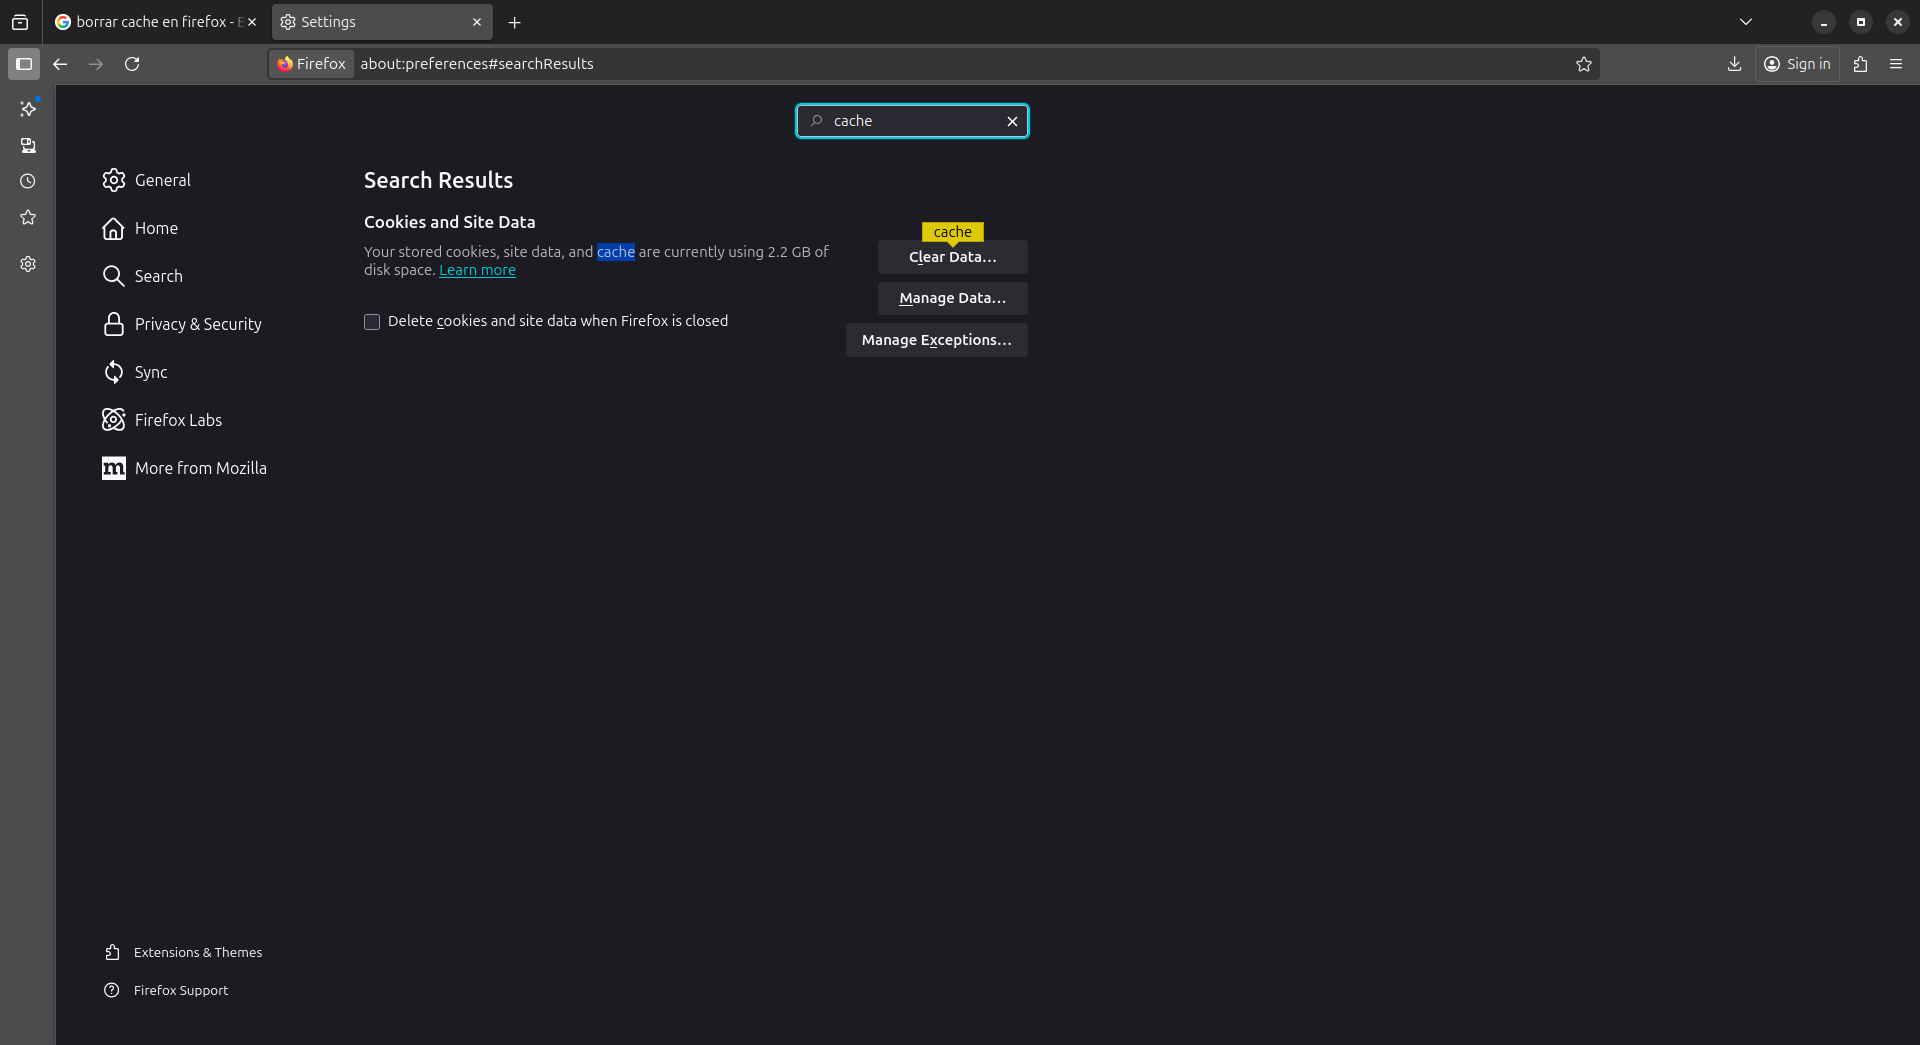 borrar cache en firefox -
Settings
Firefox
about:preferences#searchResults
Sign in
cache
General
Home
Search
Privacy & Security
Sync
Firefox Labs
More from Mozilla
Search Results
Cookies and Site Data
Your stored cookies, site data, and cache are currently using 2.2 GB of
disk space. Learn more
Delete cookies and site data when Firefox is closed
cache
Clear Data…
Manage Data…
Manage Exceptions…
Extensions & Themes
Firefox Support